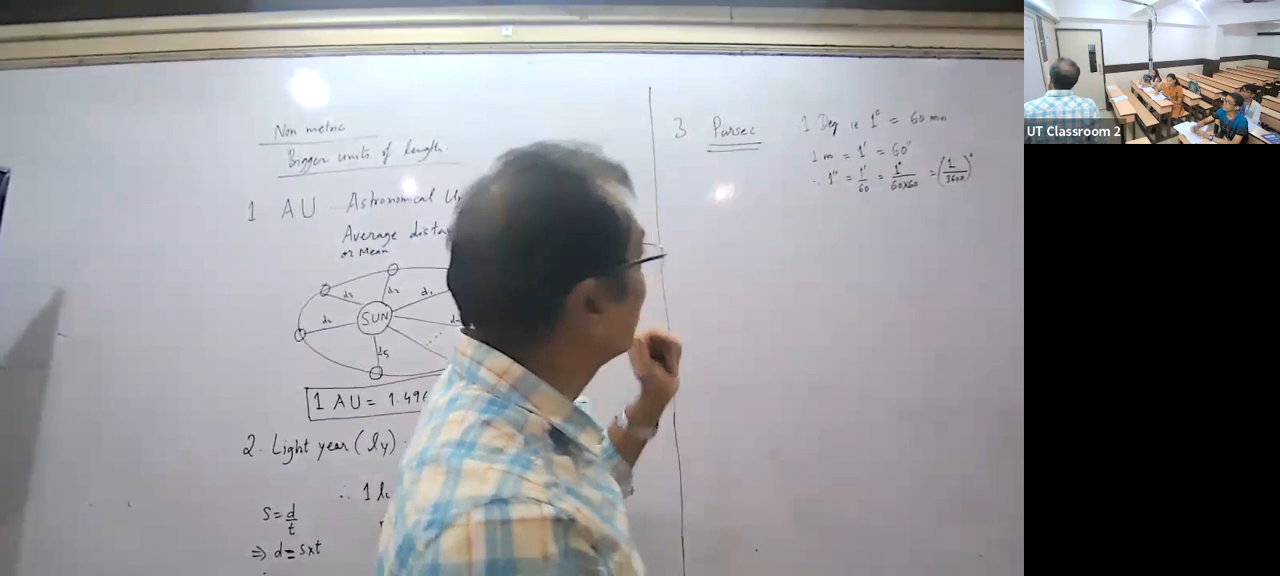 Non metric
Bigger units of length
1 AU Astronomical
Average
or Mean
d3
d2
d1
d4
SUN
d5
1 AU = 1.496
2. Light year (ly)
∴ 1
S = d/t
⇒ d = s×t
3 Parsec
1 Deg ie 1° = 60 min
1 m = 1' = 60"
∴ 1" = 1'/60 = 1°/60×60 = (1/3600)°
UT Classroom 2